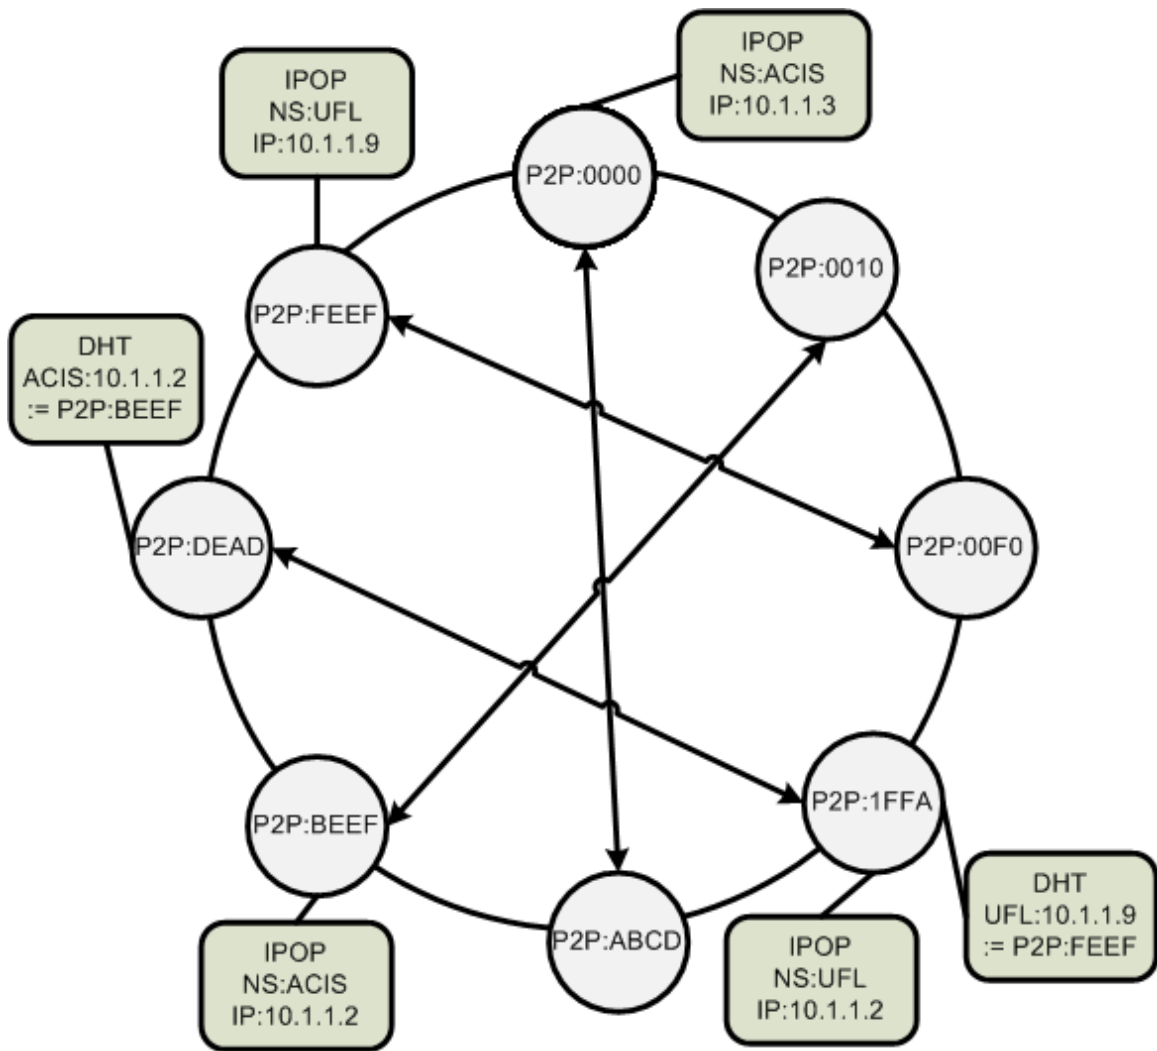 IPOP
NS:ACIS
IP:10.1.1.3
IPOP
NS:UFL
IP:10.1.1.9
P2P:0000
P2P:0010
P2P:FEEF
DHT
ACIS:10.1.1.2
:= P2P:BEEF
P2P:DEAD
P2P:00F0
P2P:1FFA
P2P:BEEF
DHT
UFL:10.1.1.9
:= P2P:FEEF
P2P:ABCD
IPOP
NS:ACIS
IP:10.1.1.2
IPOP
NS:UFL
IP:10.1.1.2